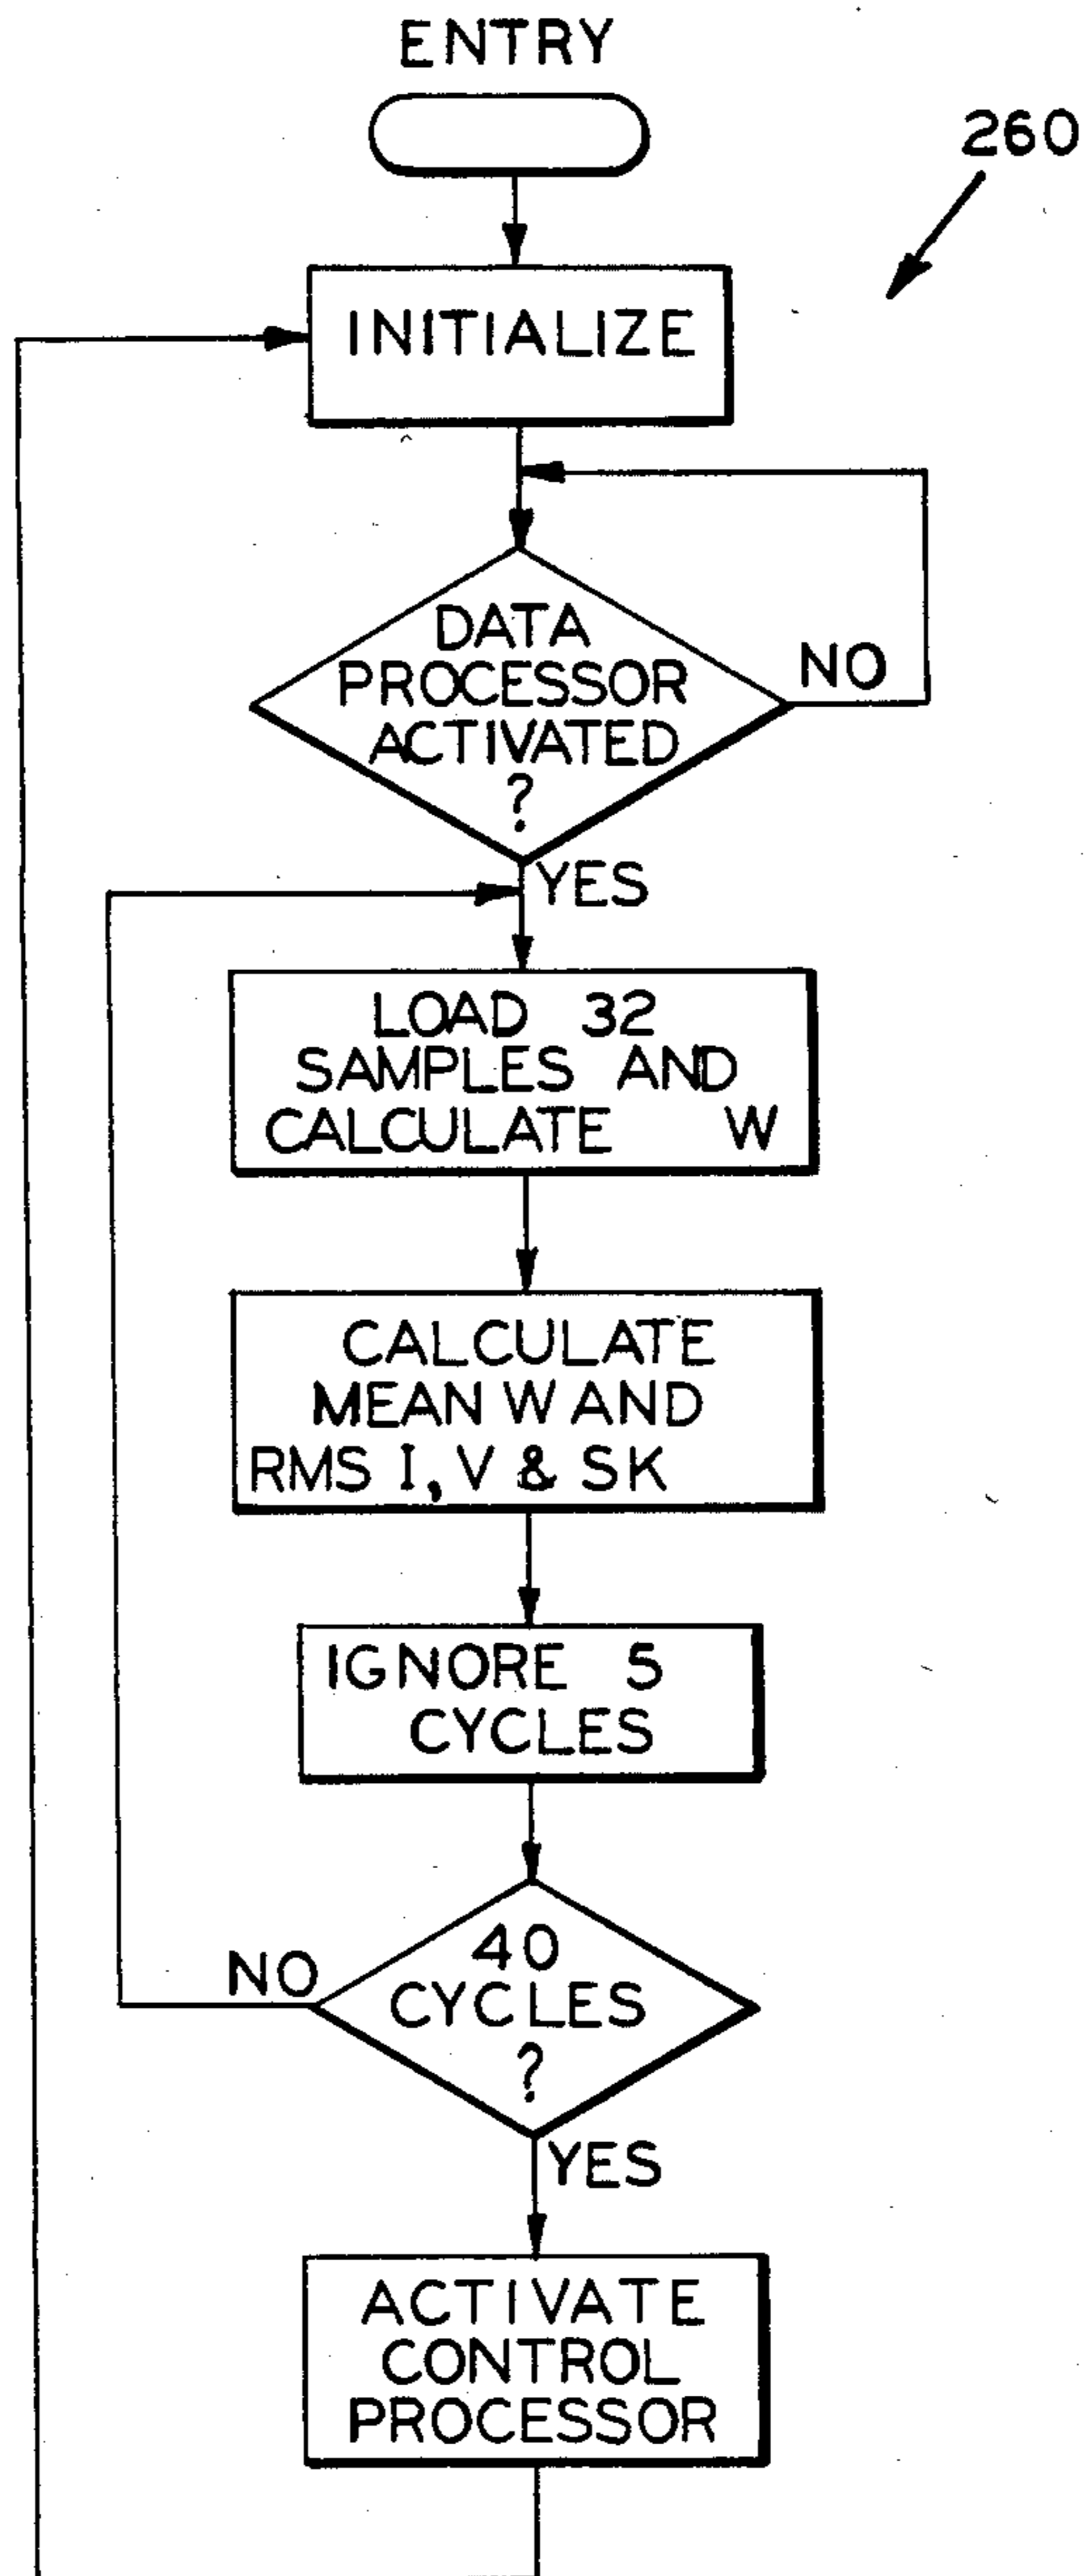 ENTRY
260
INITIALIZE
DATA
PROCESSOR
ACTIVATED
?
NO
YES
LOAD 32
SAMPLES AND
CALCULATE W
CALCULATE
MEAN W AND
RMS I, V & SK
IGNORE 5
CYCLES
40
CYCLES
?
NO
YES
ACTIVATE
CONTROL
PROCESSOR